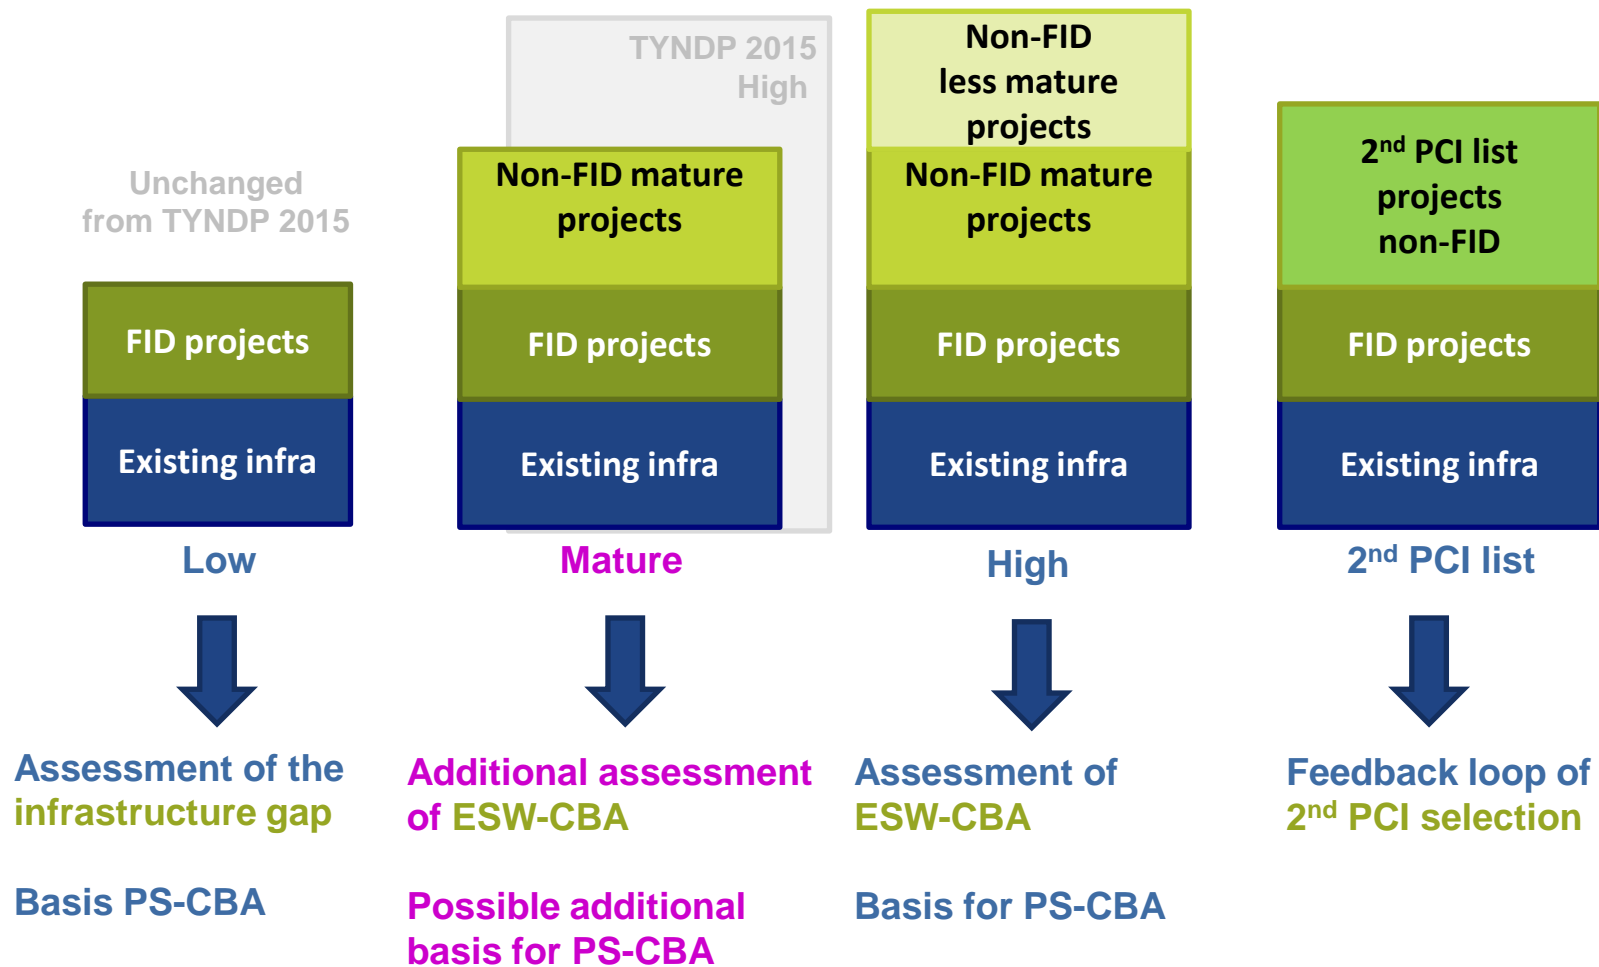 Unchanged
from TYNDP 2015
FID projects
Existing infra
Low
Assessment of the
infrastructure gap
Basis PS-CBA
TYNDP 2015
High
Non-FID mature
projects
FID projects
Existing infra
Mature
Additional assessment
of ESW-CBA
Possible additional
basis for PS-CBA
Non-FID
less mature
projects
Non-FID mature
projects
FID projects
Existing infra
High
Assessment of
ESW-CBA
Basis for PS-CBA
2nd PCI list
projects
non-FID
FID projects
Existing infra
2nd PCI list
Feedback loop of
2nd PCI selection